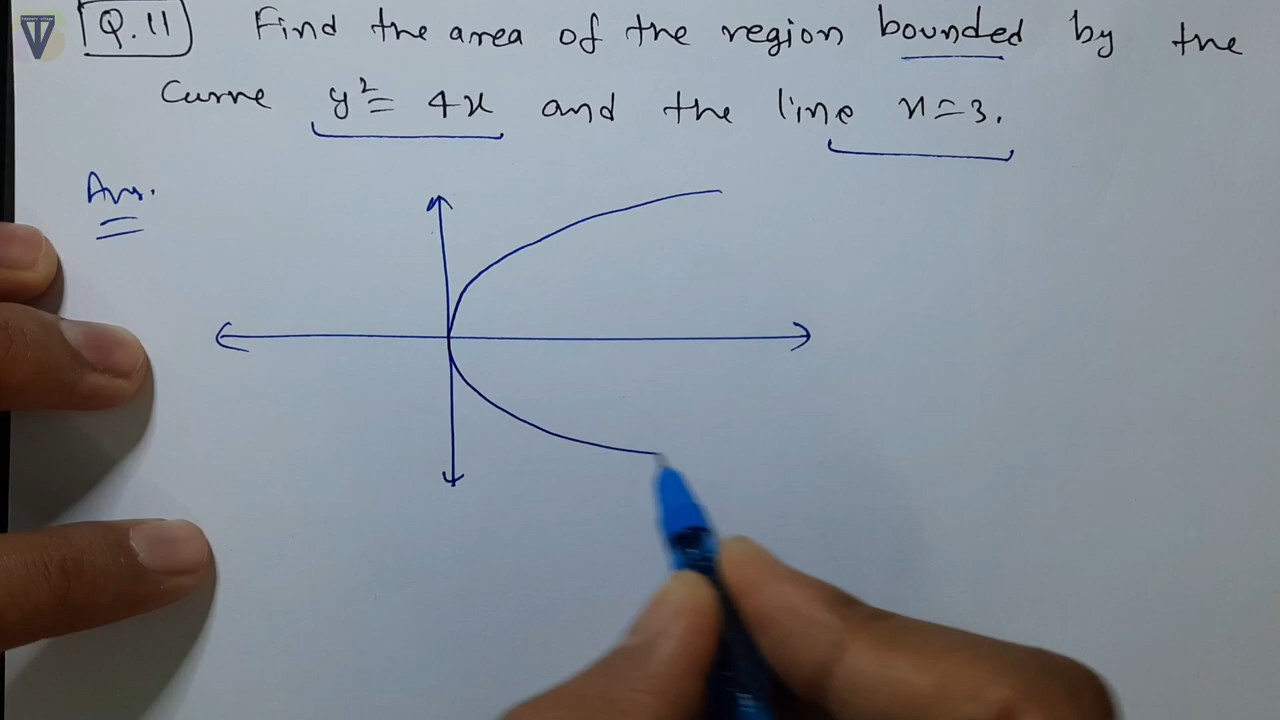 Q.11 Find the area of the region bounded by the
curve y² = 4x and the line x=3.
Ans.